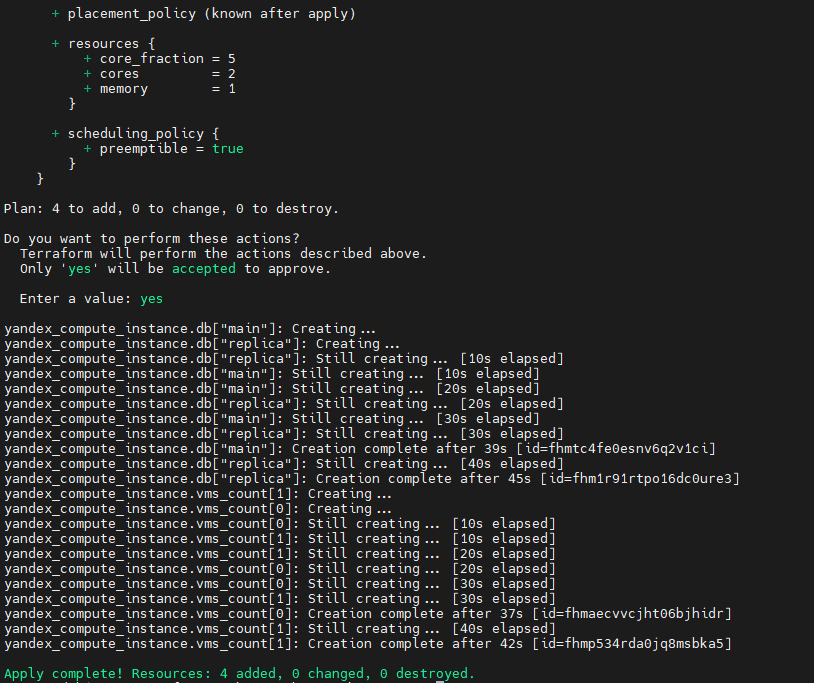 + placement_policy (known after apply)
+ resources {
+ core_fraction = 5
+ cores         = 2
+ memory        = 1
}
+ scheduling_policy {
+ preemptible = true
}
}
Plan: 4 to add, 0 to change, 0 to destroy.
Do you want to perform these actions?
Terraform will perform the actions described above.
Only 'yes' will be accepted to approve.
Enter a value: yes
yandex_compute_instance.db["main"]: Creating...
yandex_compute_instance.db["replica"]: Creating...
yandex_compute_instance.db["replica"]: Still creating... [10s elapsed]
yandex_compute_instance.db["main"]: Still creating... [10s elapsed]
yandex_compute_instance.db["main"]: Still creating... [20s elapsed]
yandex_compute_instance.db["replica"]: Still creating... [20s elapsed]
yandex_compute_instance.db["main"]: Still creating... [30s elapsed]
yandex_compute_instance.db["replica"]: Still creating... [30s elapsed]
yandex_compute_instance.db["main"]: Creation complete after 39s [id=fhmtc4fe0esnv6q2v1ci]
yandex_compute_instance.db["replica"]: Still creating... [40s elapsed]
yandex_compute_instance.db["replica"]: Creation complete after 45s [id=fhm1r91rtpo16dc0ure3]
yandex_compute_instance.vms_count[1]: Creating...
yandex_compute_instance.vms_count[0]: Creating...
yandex_compute_instance.vms_count[0]: Still creating... [10s elapsed]
yandex_compute_instance.vms_count[1]: Still creating... [10s elapsed]
yandex_compute_instance.vms_count[1]: Still creating... [20s elapsed]
yandex_compute_instance.vms_count[0]: Still creating... [20s elapsed]
yandex_compute_instance.vms_count[0]: Still creating... [30s elapsed]
yandex_compute_instance.vms_count[1]: Still creating... [30s elapsed]
yandex_compute_instance.vms_count[0]: Creation complete after 37s [id=fhmaecvvcjht06bjhidr]
yandex_compute_instance.vms_count[1]: Still creating... [40s elapsed]
yandex_compute_instance.vms_count[1]: Creation complete after 42s [id=fhmp534rda0jq8msbka5]
Apply complete! Resources: 4 added, 0 changed, 0 destroyed.